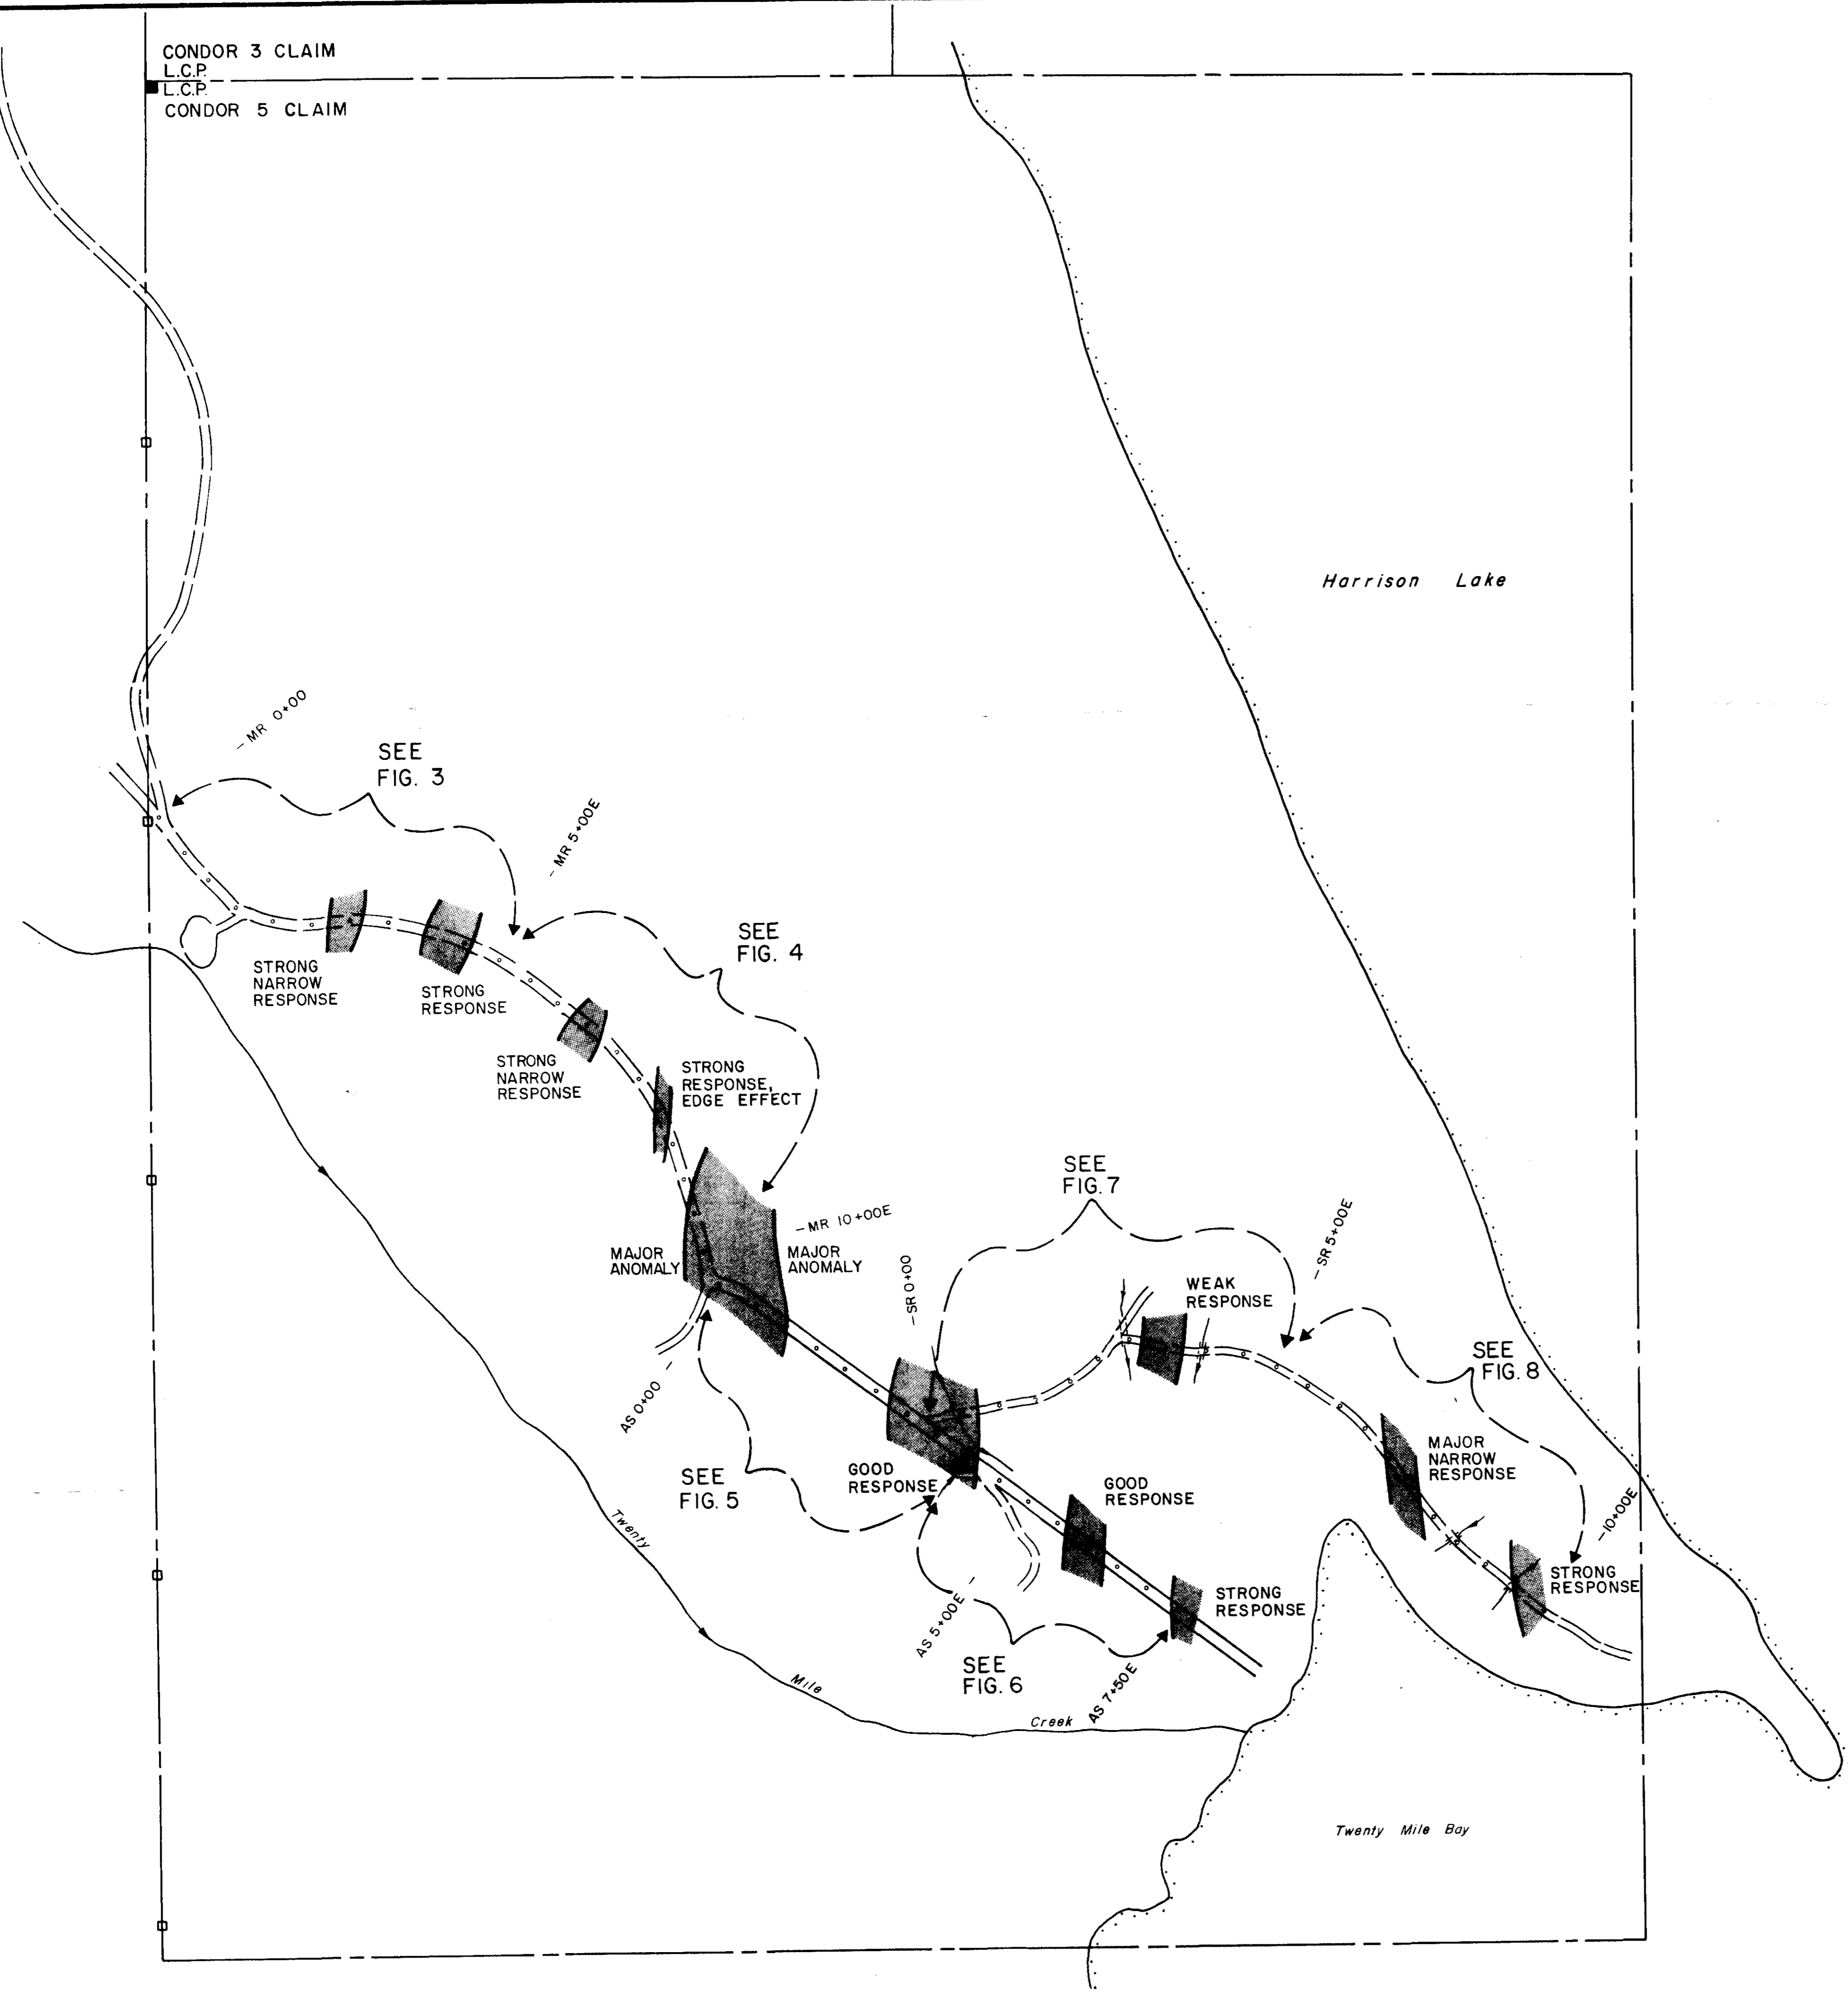 CONDOR 3 CLAIM
L.C.P.
L.C.P.
CONDOR 5 CLAIM
Harrison Lake
- MR 0+00
SEE
FIG. 3
- MR 5+00E
SEE
FIG. 4
STRONG
NARROW
RESPONSE
STRONG
RESPONSE
STRONG
NARROW
RESPONSE
STRONG
RESPONSE,
EDGE EFFECT
SEE
FIG. 7
- MR 10+00E
- SR 5+00E
MAJOR
ANOMALY
MAJOR
ANOMALY
- SR 0+00
WEAK
RESPONSE
SEE
FIG. 8
AS 0+00 -
MAJOR
NARROW
RESPONSE
SEE
FIG. 5
GOOD
RESPONSE
GOOD
RESPONSE
- 10+00E
STRONG
RESPONSE
Twenty
AS 5+00E -
STRONG
RESPONSE
SEE
FIG. 6
AS 7+50E
Mile
Creek
Twenty Mile Bay